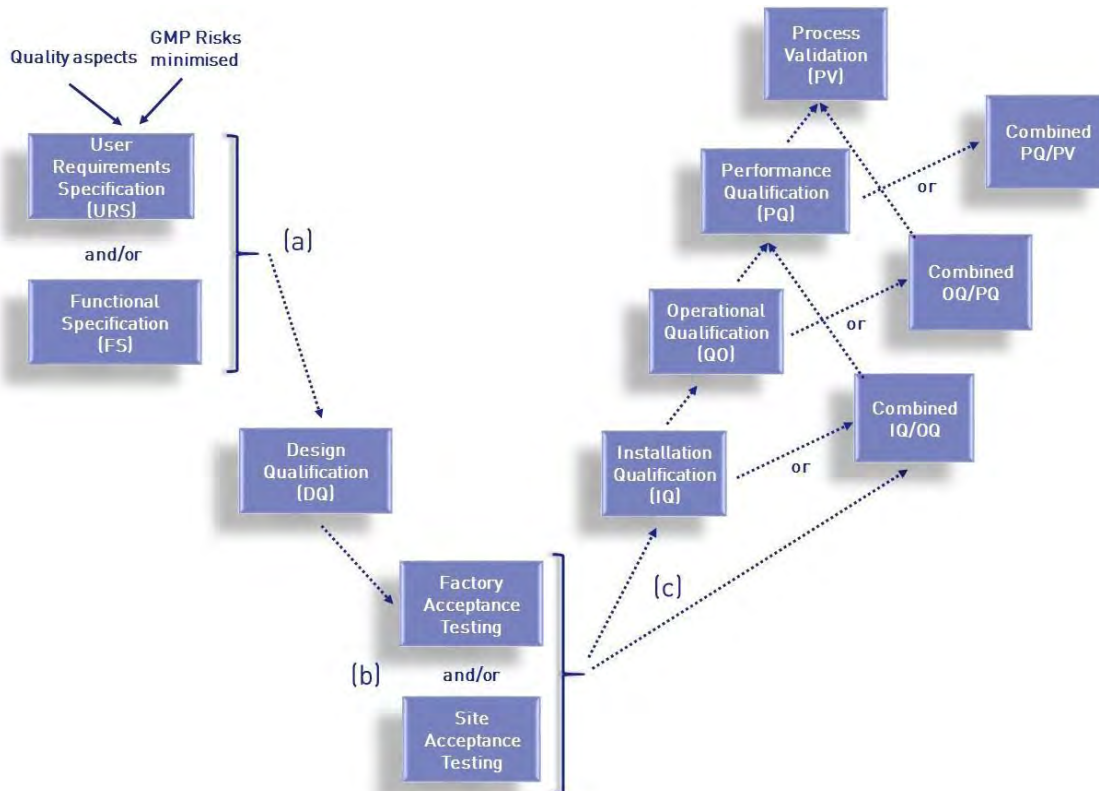 Quality aspects
GMP Risks
minimised
User
Requirements
Specification
(URS)
and/or
Functional
Specification
(FS)
(a)
Design
Qualification
(DQ)
Factory
Acceptance
Testing
(b)
and/or
Site
Acceptance
Testing
(c)
Installation
Qualification
(IQ)
or
Combined
IQ/OQ
Operational
Qualification
(QO)
or
Combined
OQ/PQ
Performance
Qualification
(PQ)
or
Combined
PQ/PV
Process
Validation
(PV)